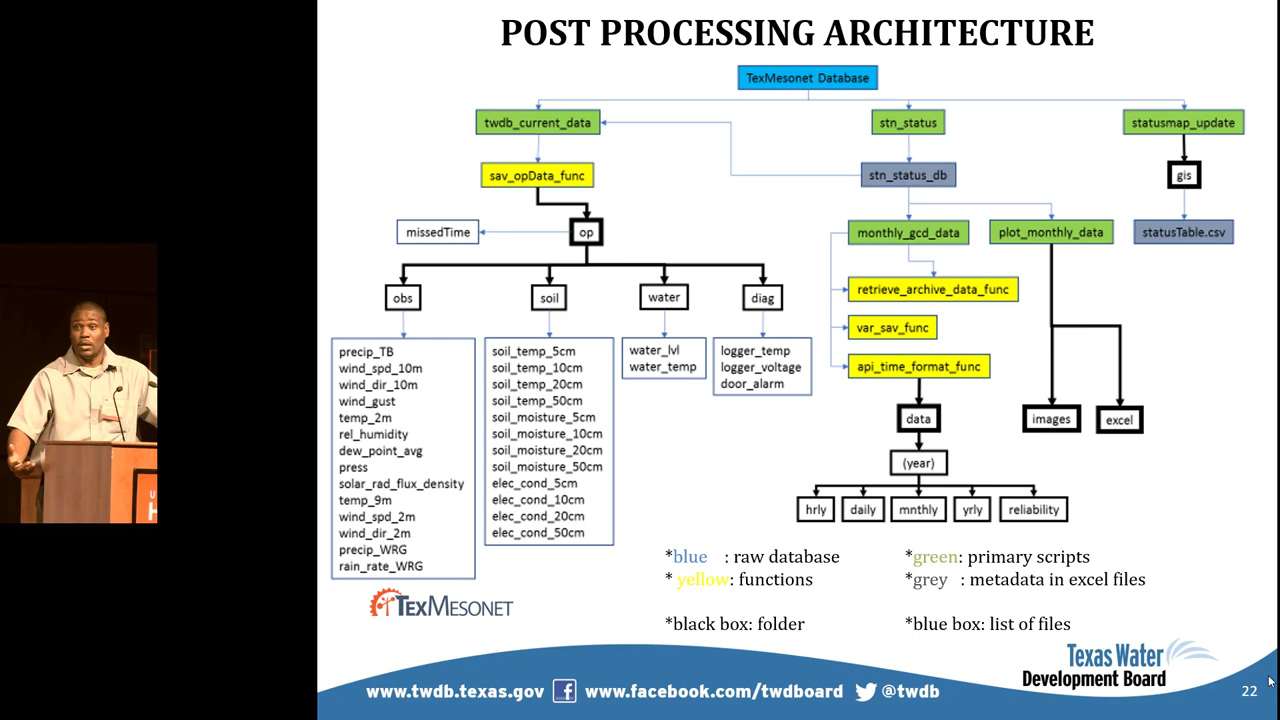 POST PROCESSING ARCHITECTURE
TexMesonet Database
twdb_current_data
stn_status
statusmap_update
sav_opData_func
stn_status_db
gis
missedTime
op
monthly_gcd_data
plot_monthly_data
statusTable.csv
obs
soil
water
diag
retrieve_archive_data_func
var_sav_func
api_time_format_func
precip_TB
wind_spd_10m
wind_dir_10m
wind_gust
temp_2m
rel_humidity
dew_point_avg
press
solar_rad_flux_density
temp_9m
wind_spd_2m
wind_dir_2m
precip_WRG
rain_rate_WRG
soil_temp_5cm
soil_temp_10cm
soil_temp_20cm
soil_temp_50cm
soil_moisture_5cm
soil_moisture_10cm
soil_moisture_20cm
soil_moisture_50cm
elec_cond_5cm
elec_cond_10cm
elec_cond_20cm
elec_cond_50cm
water_lvl
water_temp
logger_temp
logger_voltage
door_alarm
data
images
excel
(year)
hrly
daily
mnthly
yrly
reliability
*blue : raw database
*green: primary scripts
* yellow: functions
*grey : metadata in excel files
*black box: folder
*blue box: list of files
TEXMESONET
Texas Water
Development Board
www.twdb.texas.gov
www.facebook.com/twdboard
@twdb
22